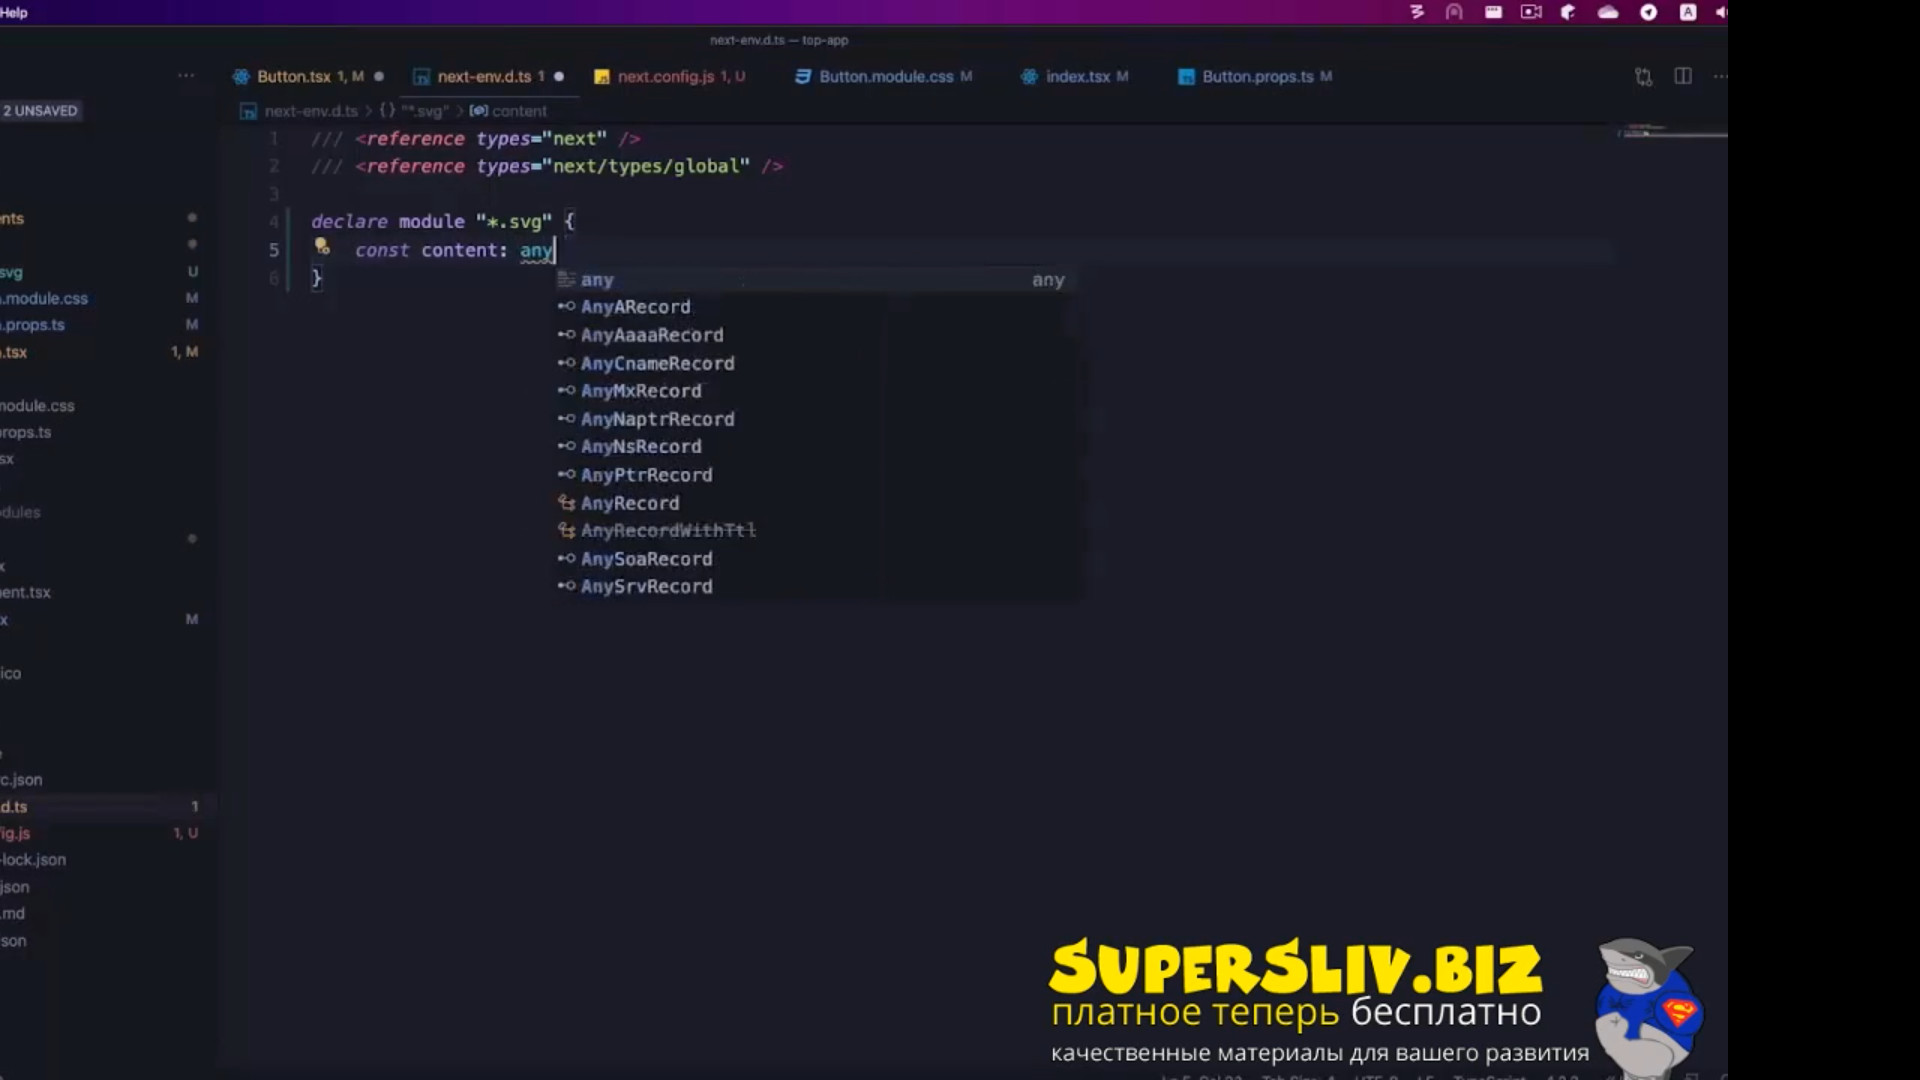 Help
next-env.d.ts — top-app
Button.tsx 1, M
next-env.d.ts 1
next.config.js 1, U
Button.module.css M
index.tsx M
Button.props.ts M
2 UNSAVED
next-env.d.ts > {} "*.svg" > content
1 /// <reference types="next" />
2 /// <reference types="next/types/global" />
3
4 declare module "*.svg" {
5 const content: any
6 }
any any
AnyARecord
AnyAaaaRecord
AnyCnameRecord
AnyMxRecord
AnyNaptrRecord
AnyNsRecord
AnyPtrRecord
AnyRecord
AnyRecordWithTtl
AnySoaRecord
AnySrvRecord
ents
svg U
.module.css M
.props.ts M
.tsx 1, M
module.css
props.ts
sx
dules
x
ent.tsx
x M
ico
e
c.json
d.ts 1
ig.js 1, U
-lock.json
json
.md
son
SUPERSLIV.BIZ
платное теперь бесплатно
качественные материалы для вашего развития